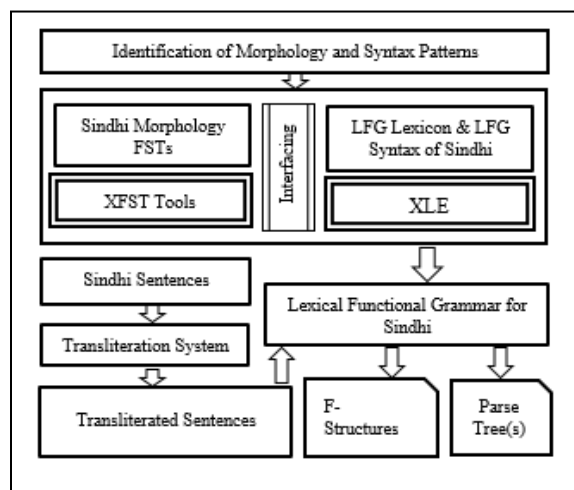 Identification of Morphology and Syntax Patterns
Sindhi Morphology
FSTs
XFST Tools
Interfacing
LFG Lexicon & LFG
Syntax of Sindhi
XLE
Sindhi Sentences
Transliteration System
Transliterated Sentences
Lexical Functional Grammar for
Sindhi
F-
Structures
Parse
Tree(s)